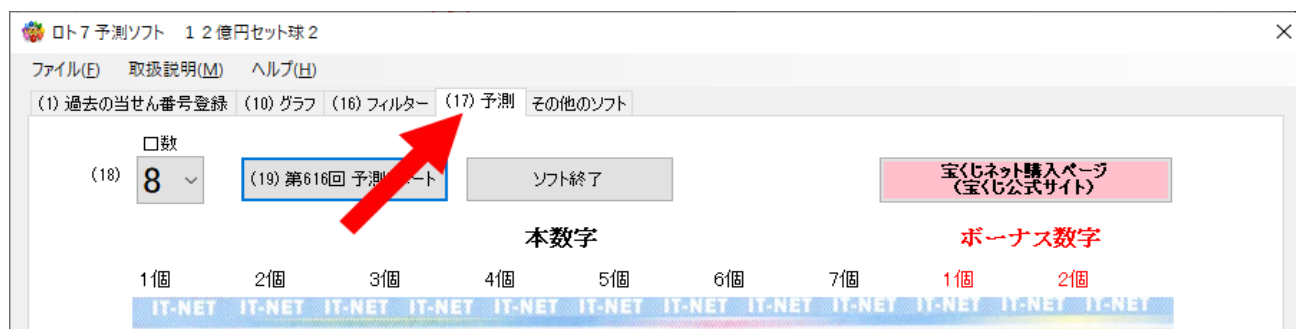 ロト7予測ソフト　12億円セット球2
ファイル(F)　取扱説明(M)　ヘルプ(H)
(1) 過去の当せん番号登録 (10) グラフ (16) フィルター (17) 予測 その他のソフト
口数
(18) 8 (19) 第616回 予測 ート ソフト終了 宝くじネット購入ページ
(宝くじ公式サイト)
本数字 ボーナス数字
1個 2個 3個 4個 5個 6個 7個 1個 2個
IT-NET IT-NET IT-NET IT-NET IT-NET IT-NET IT-NET IT-NET IT-NET IT-NET IT-NET IT-NET